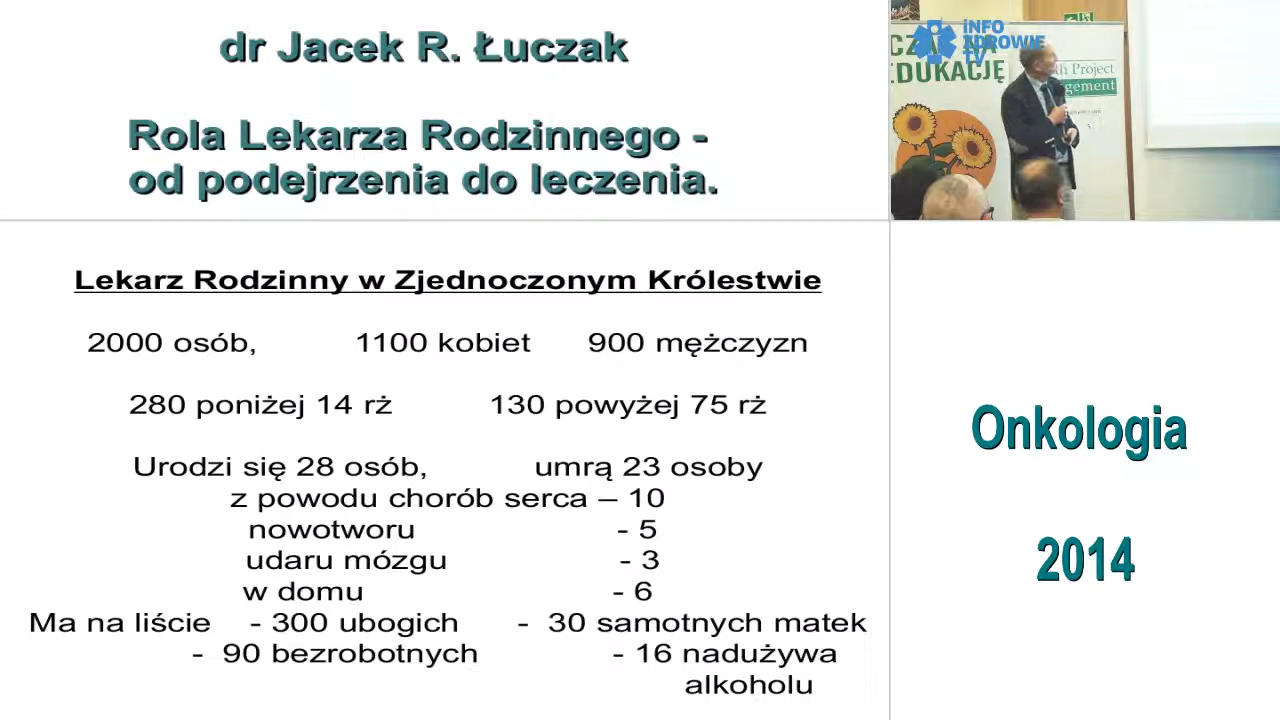 dr Jacek R. Łuczak
Rola Lekarza Rodzinnego -
od podejrzenia do leczenia.
INFO
ZDROWIE
TV
EDUKACJĘ
Project
gement
Lekarz Rodzinny w Zjednoczonym Królestwie
2000 osób, 1100 kobiet 900 mężczyzn
280 poniżej 14 rż 130 powyżej 75 rż
Urodzi się 28 osób, umrą 23 osoby
z powodu chorób serca – 10
nowotworu - 5
udaru mózgu - 3
w domu - 6
Ma na liście - 300 ubogich - 30 samotnych matek
- 90 bezrobotnych - 16 nadużywa
alkoholu
Onkologia
2014